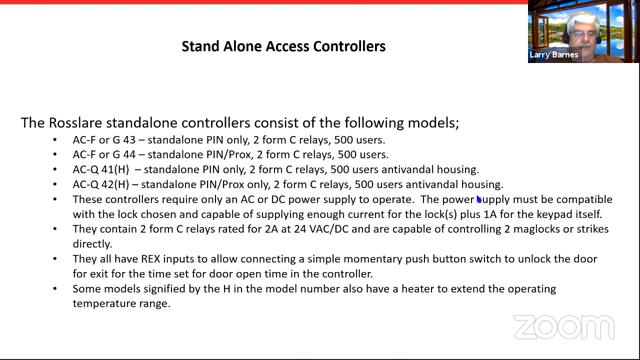 Stand Alone Access Controllers
Larry Barnes
The Rosslare standalone controllers consist of the following models;
• AC-F or G 43 – standalone PIN only, 2 form C relays, 500 users.
• AC-F or G 44 – standalone PIN/Prox, 2 form C relays, 500 users.
• AC-Q 41(H) – standalone PIN only, 2 form C relays, 500 users antivandal housing.
• AC-Q 42(H) – standalone PIN/Prox only, 2 form C relays, 500 users antivandal housing.
• These controllers require only an AC or DC power supply to operate. The power supply must be compatible
with the lock chosen and capable of supplying enough current for the lock(s) plus 1A for the keypad itself.
• They contain 2 form C relays rated for 2A at 24 VAC/DC and are capable of controlling 2 maglocks or strikes
directly.
• They all have REX inputs to allow connecting a simple momentary push button switch to unlock the door
for exit for the time set for door open time in the controller.
• Some models signified by the H in the model number also have a heater to extend the operating
temperature range.
zoom